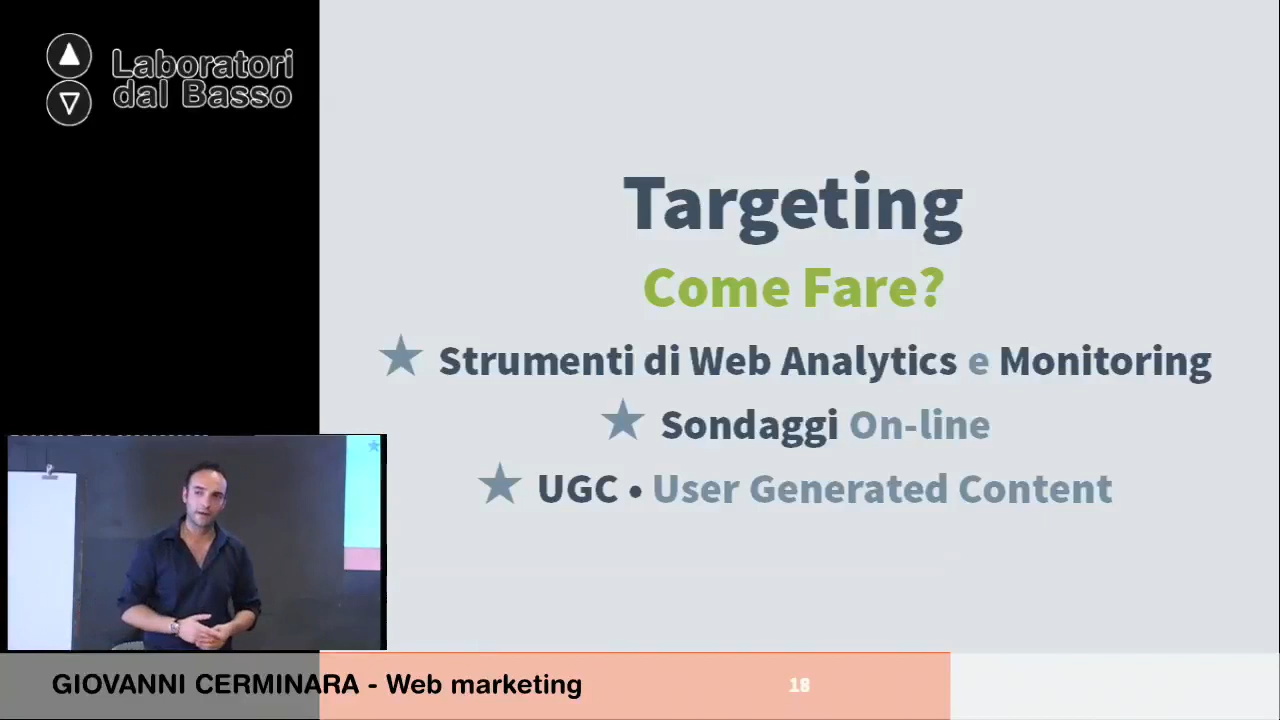 Laboratori
dal Basso
Targeting
Come Fare?
★ Strumenti di Web Analytics e Monitoring
★ Sondaggi On-line
★ UGC • User Generated Content
GIOVANNI CERMINARA - Web marketing
18